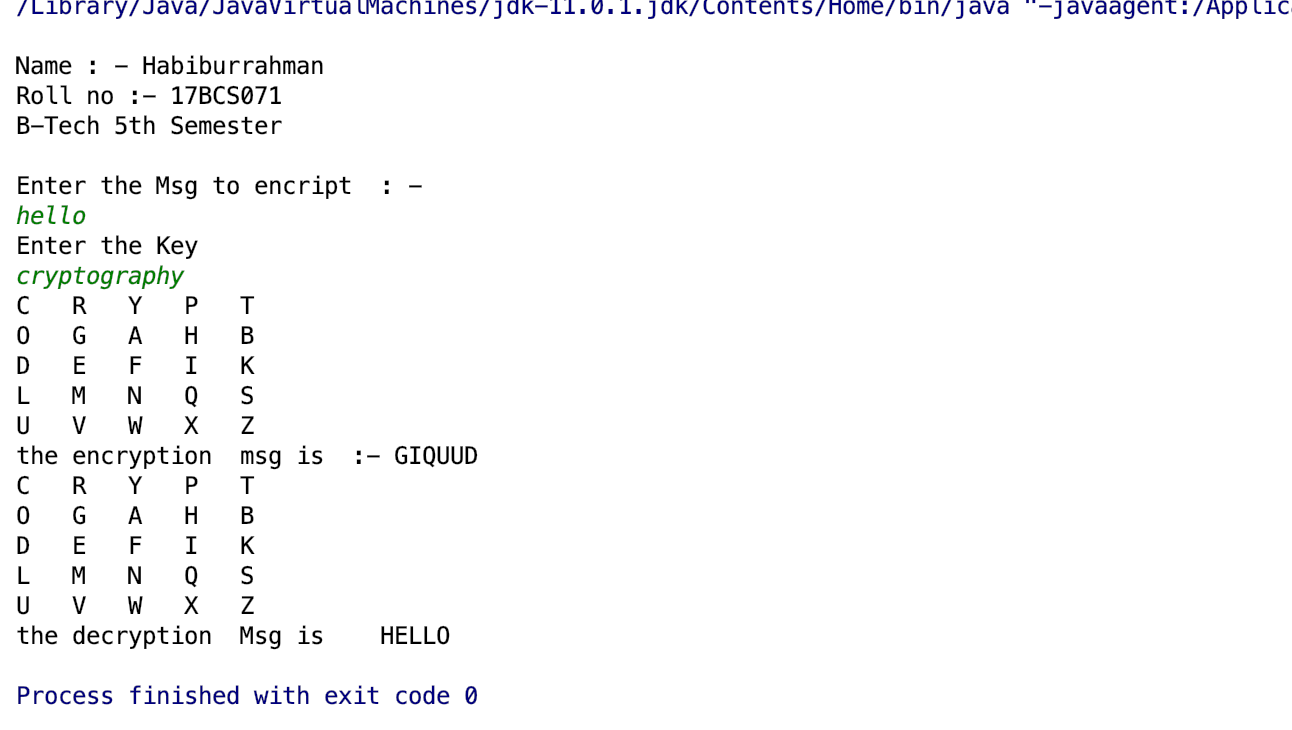 /Library/Java/JavaVirtualMachines/jdk-11.0.1.jdk/Contents/Home/bin/java "-javaagent:/Applic
Name : - Habiburrahman
Roll no :- 17BCS071
B-Tech 5th Semester
Enter the Msg to encript  : -
hello
Enter the Key
cryptography
C   R   Y   P   T
O   G   A   H   B
D   E   F   I   K
L   M   N   Q   S
U   V   W   X   Z
the encryption  msg is  :- GIQUUD
C   R   Y   P   T
O   G   A   H   B
D   E   F   I   K
L   M   N   Q   S
U   V   W   X   Z
the decryption  Msg is    HELLO
Process finished with exit code 0